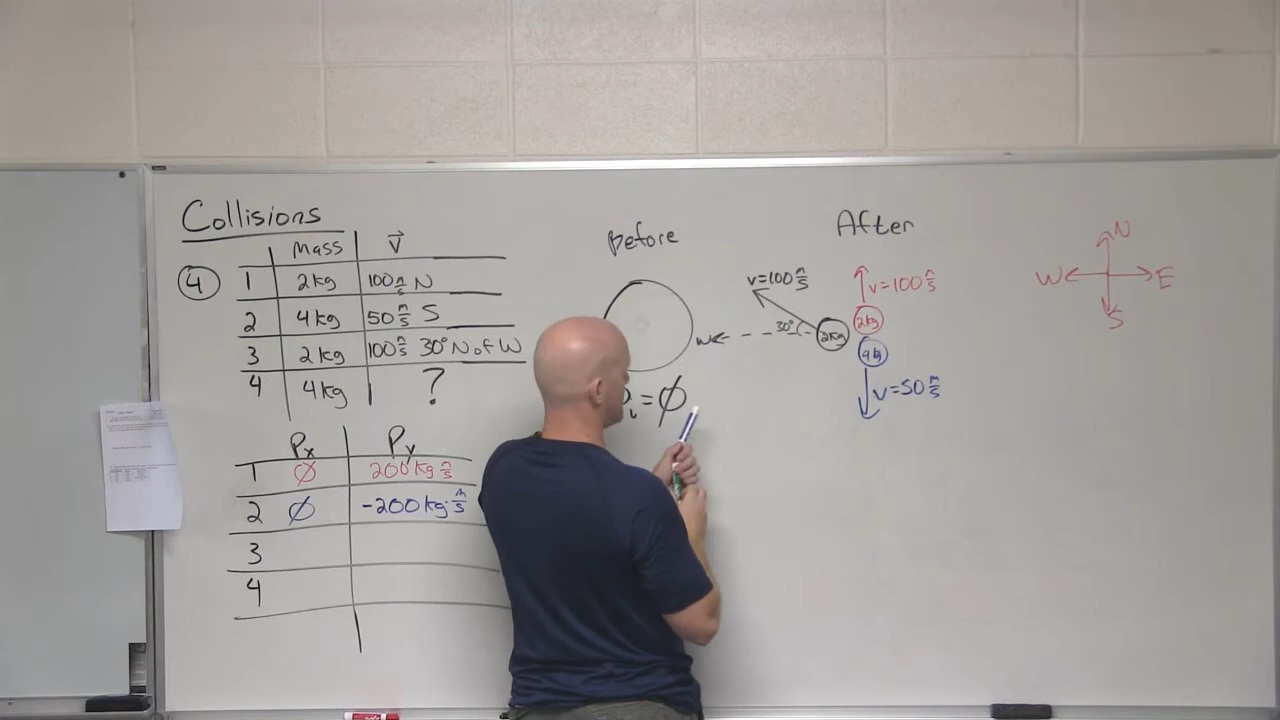 Collisions
Mass V
④ 1 2kg 100 m/s N
2 4kg 50 m/s S
3 2kg 100 m/s 30° N of W
4 4kg ?
Px Py
1 Ø 200 kg m/s
2 Ø -200 kg·m/s
3
4
Before
= Ø
After
v=100 m/s
v=100 m/s
W 30° 2kg 2kg
4kg
v=50 m/s
N
W E
S